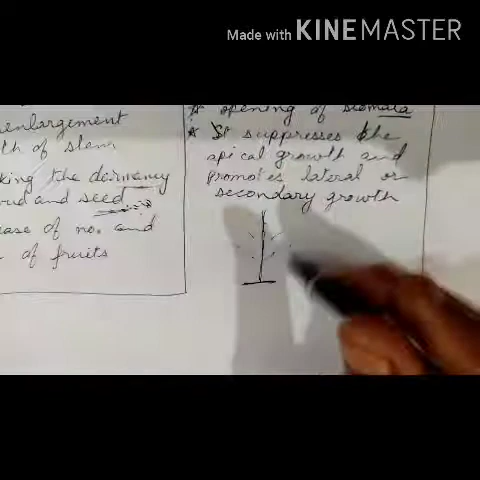 Made with KINEMASTER
enlargement
th of stem
king the dormancy
bud and seed
ease of no. and
of fruits
* opening of stomata
* It suppresses the
apical growth and
promotes lateral or
secondary growth